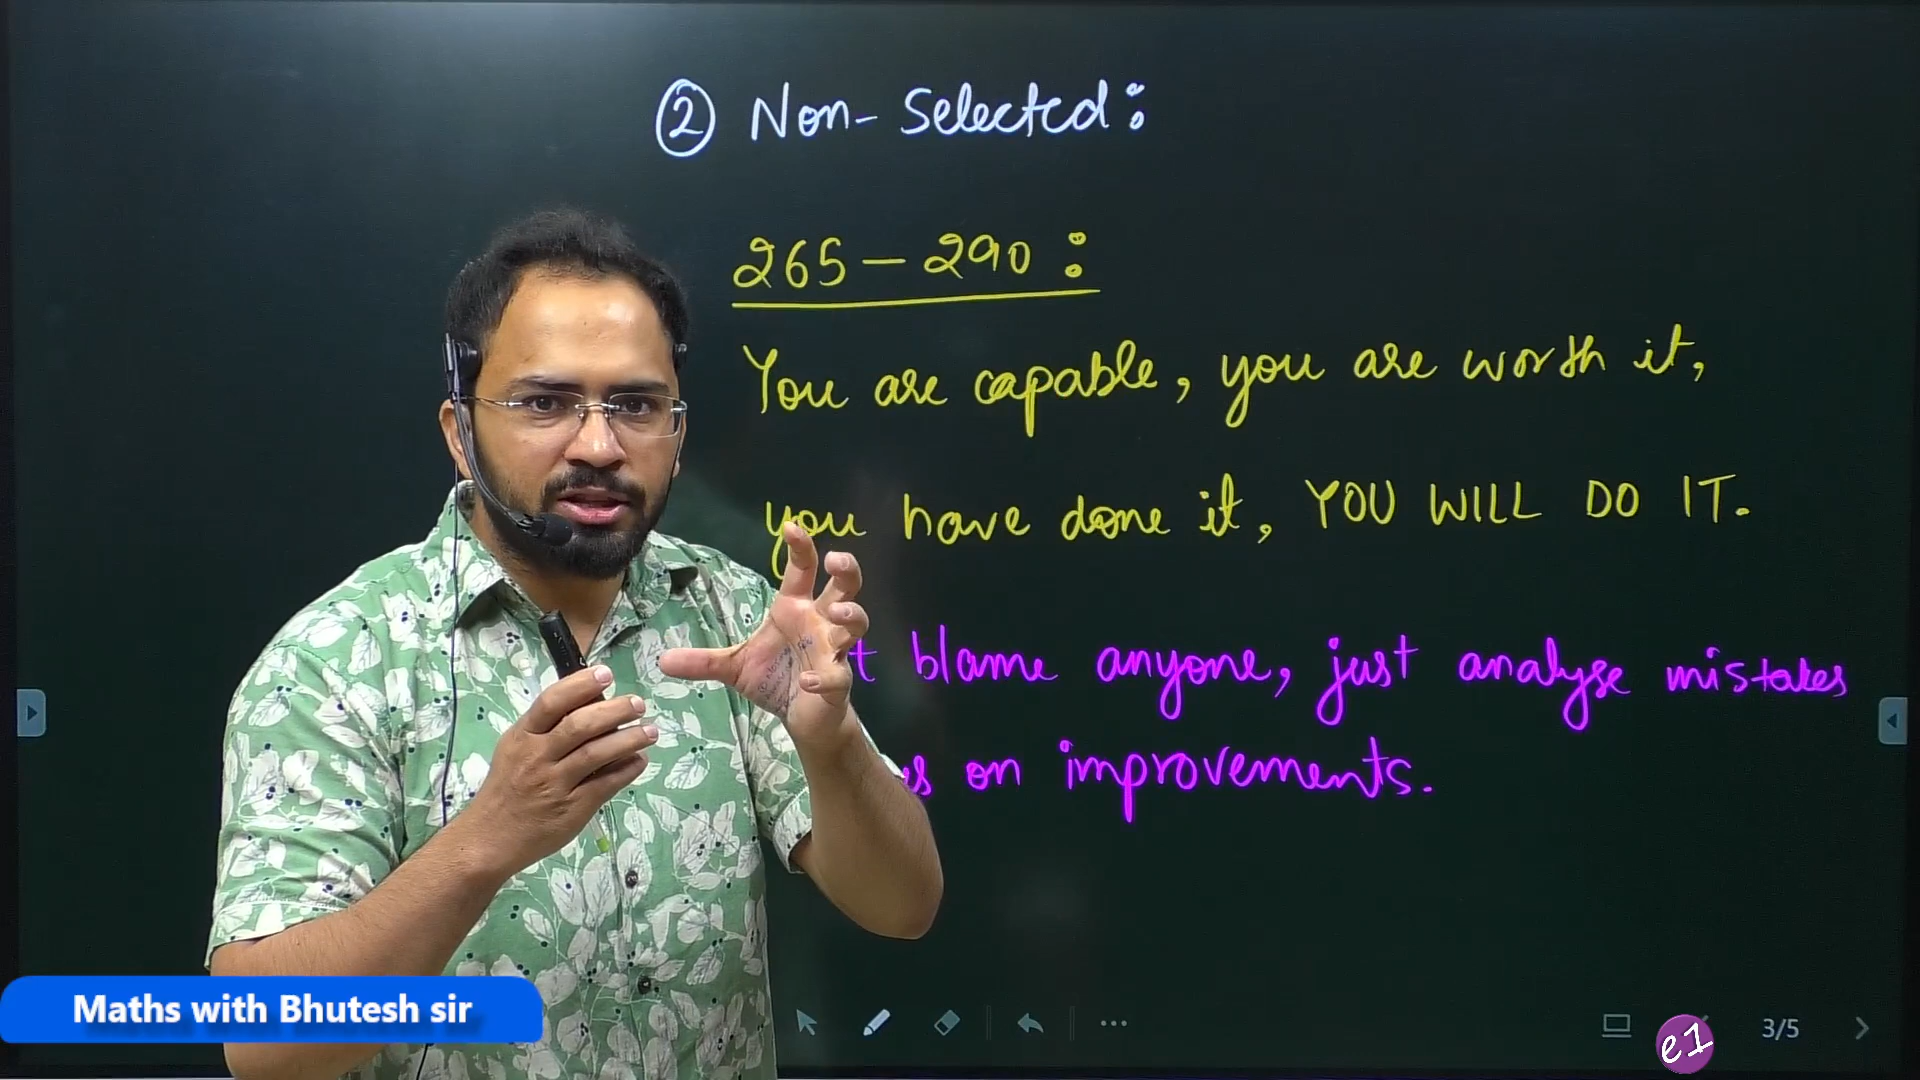 ② Non-Selected:
265-290:
You are capable, you are worth it,
you have done it, YOU WILL DO IT.
blame anyone, just analyse mistakes
on improvements.
Maths with Bhutesh sir
e1
3/5